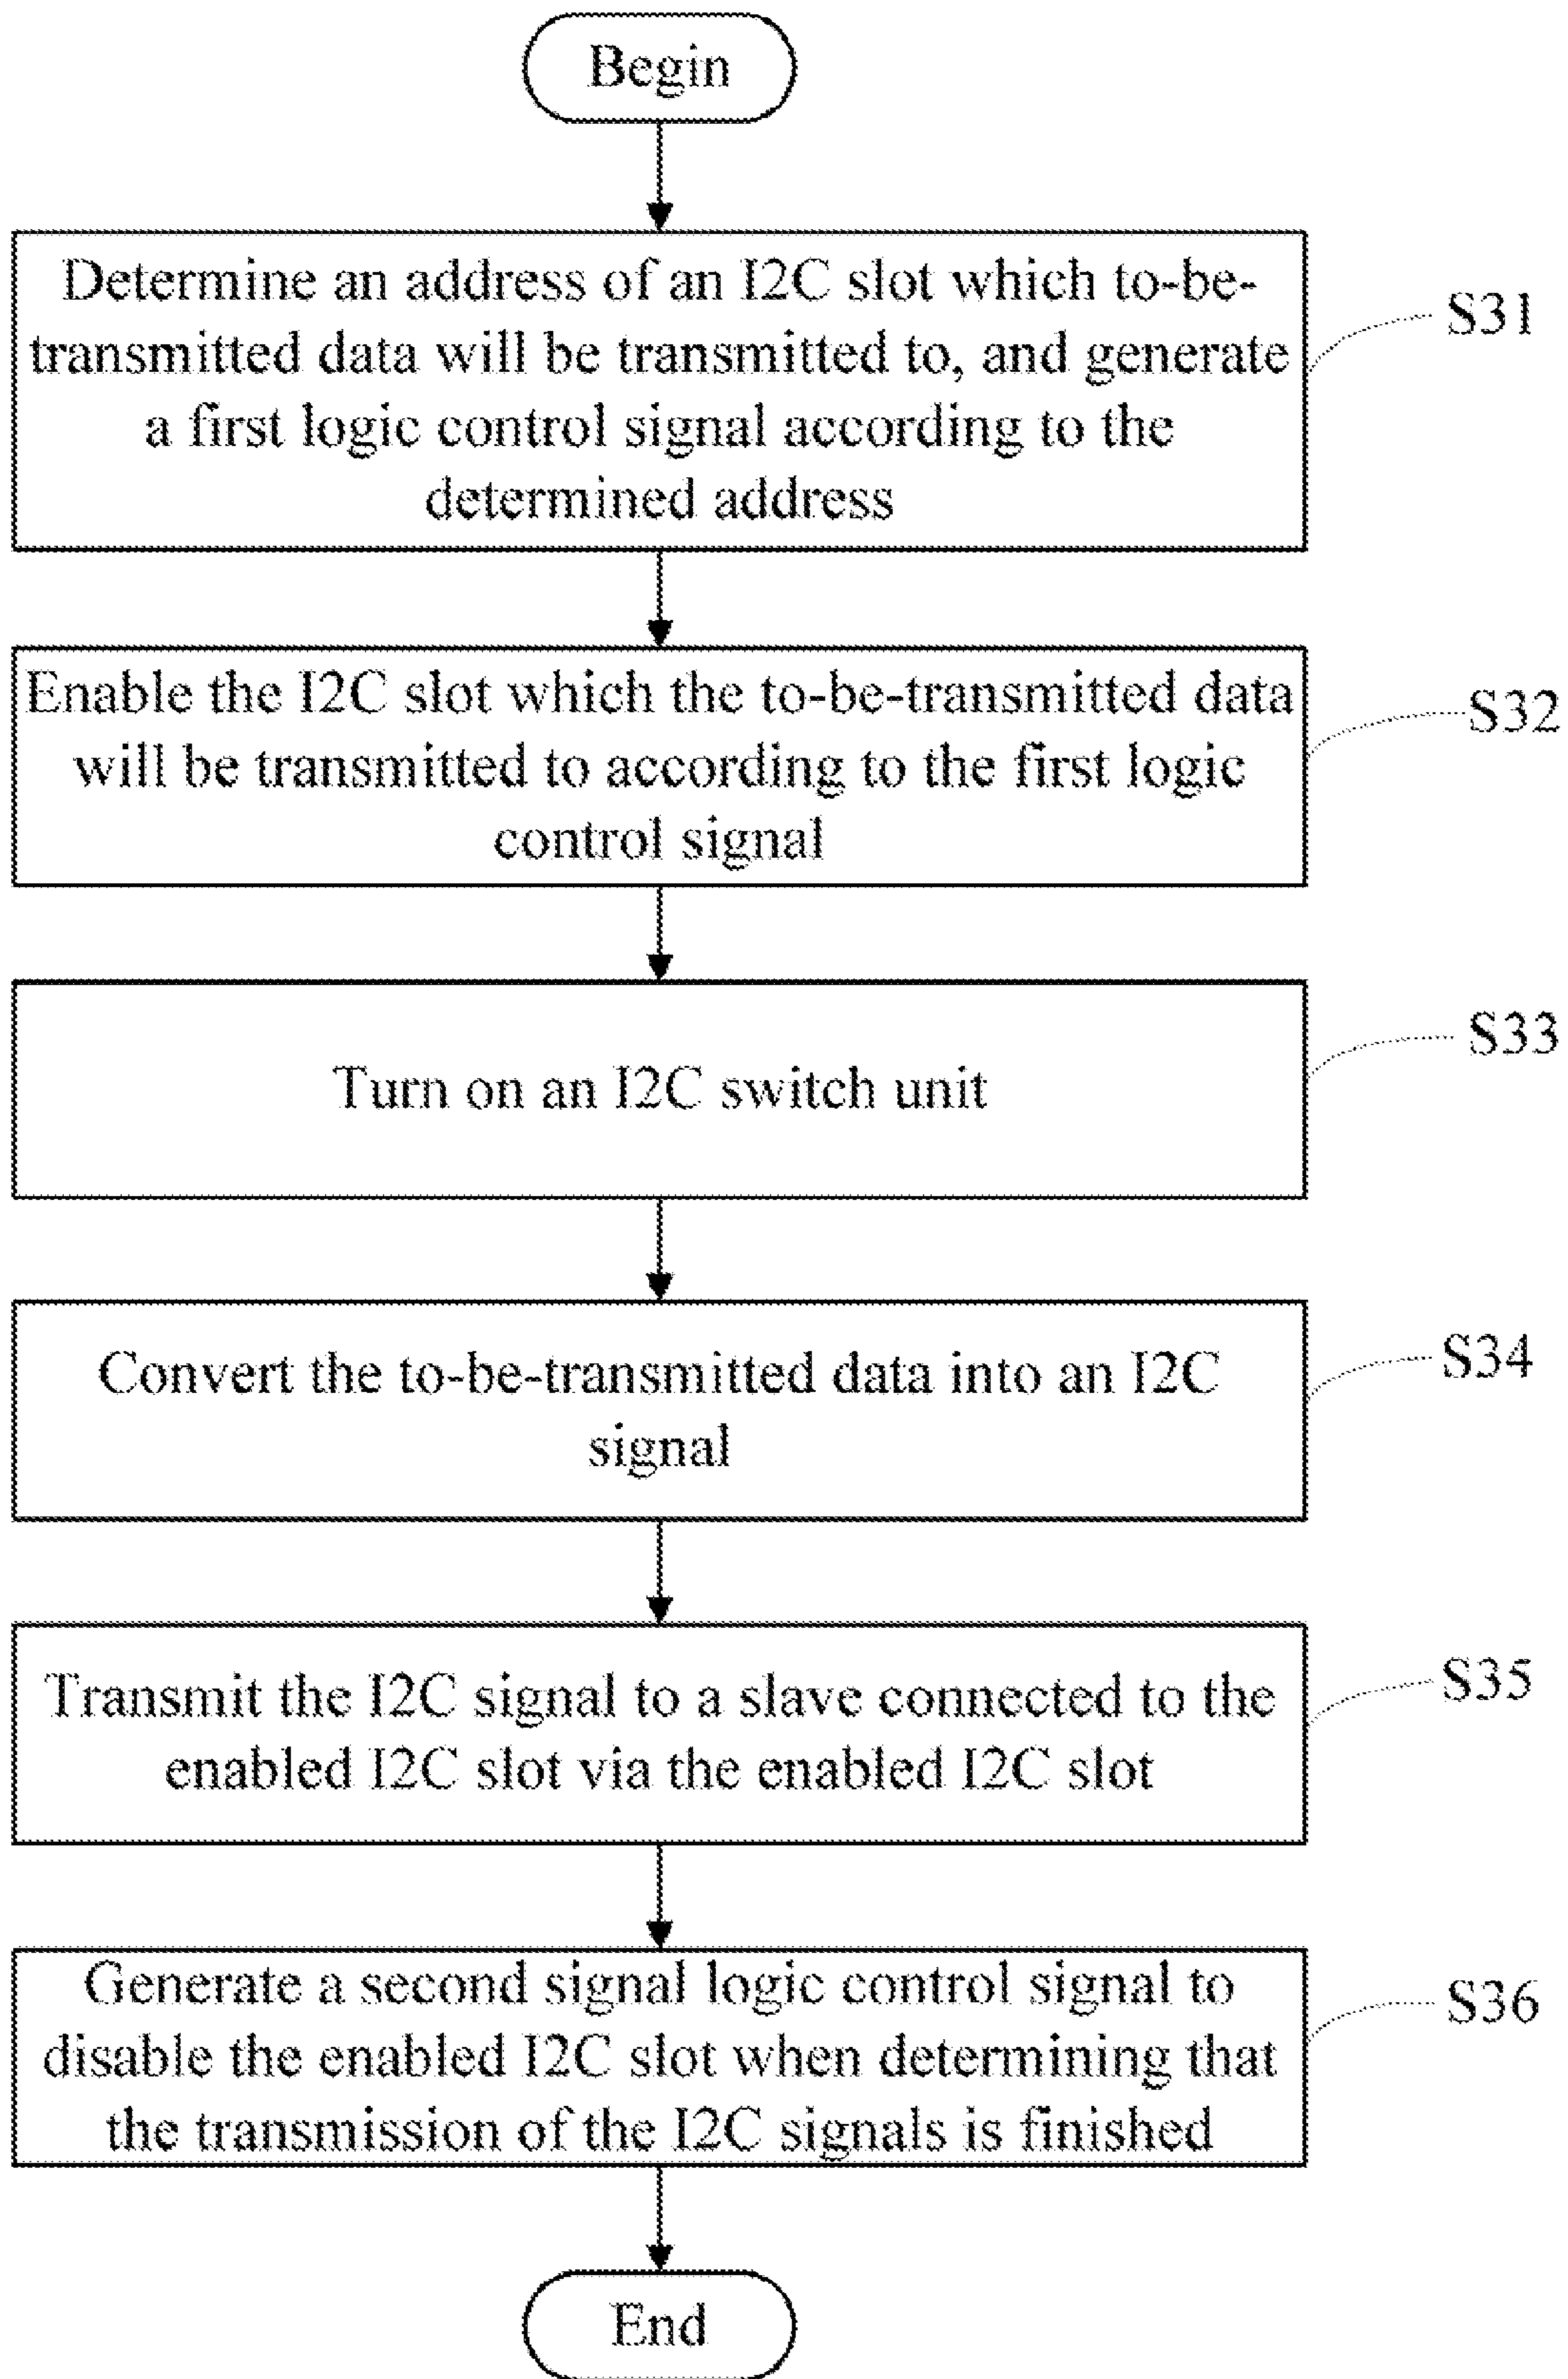 Begin
Determine an address of an I2C slot which to-be-
transmitted data will be transmitted to, and generate
a first logic control signal according to the
determined address
S31
Enable the I2C slot which the to-be-transmitted data
will be transmitted to according to the first logic
control signal
S32
Turn on an I2C switch unit
S33
Convert the to-be-transmitted data into an I2C
signal
S34
Transmit the I2C signal to a slave connected to the
enabled I2C slot via the enabled I2C slot
S35
Generate a second signal logic control signal to
disable the enabled I2C slot when determining that
the transmission of the I2C signals is finished
S36
End